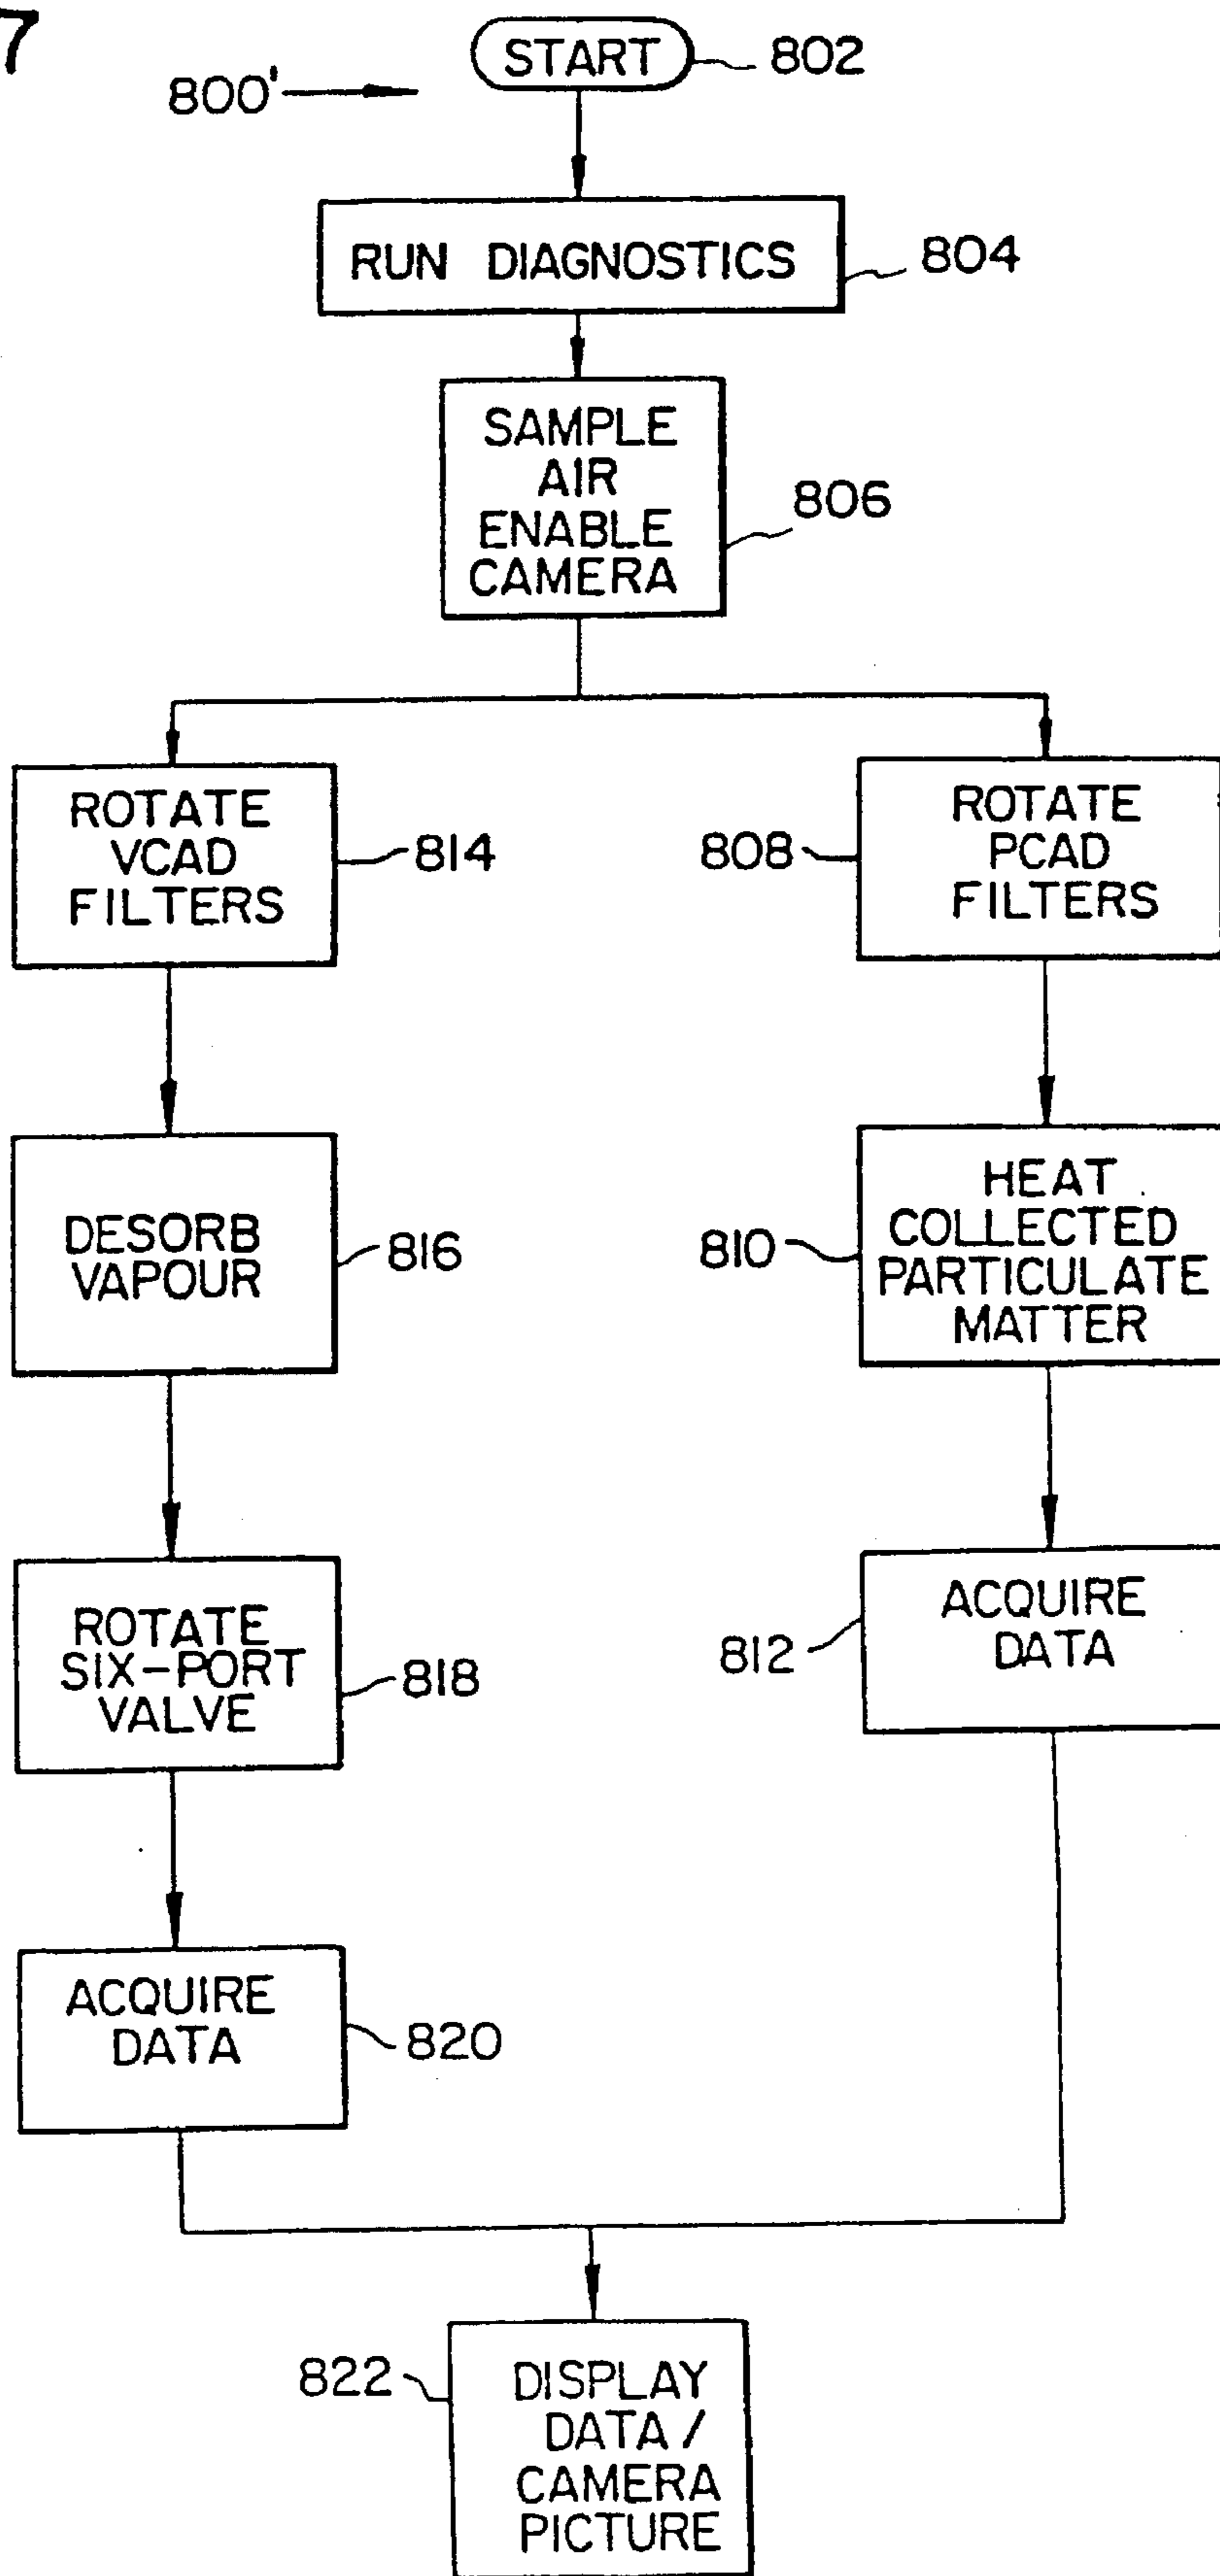 7
800'
START
802
RUN DIAGNOSTICS
804
SAMPLE
AIR
ENABLE
CAMERA
806
ROTATE
VCAD
FILTERS
814
808
ROTATE
PCAD
FILTERS
DESORB
VAPOUR
816
810
HEAT
COLLECTED
PARTICULATE
MATTER
ROTATE
SIX-PORT
VALVE
818
812
ACQUIRE
DATA
ACQUIRE
DATA
820
822
DISPLAY
DATA /
CAMERA
PICTURE